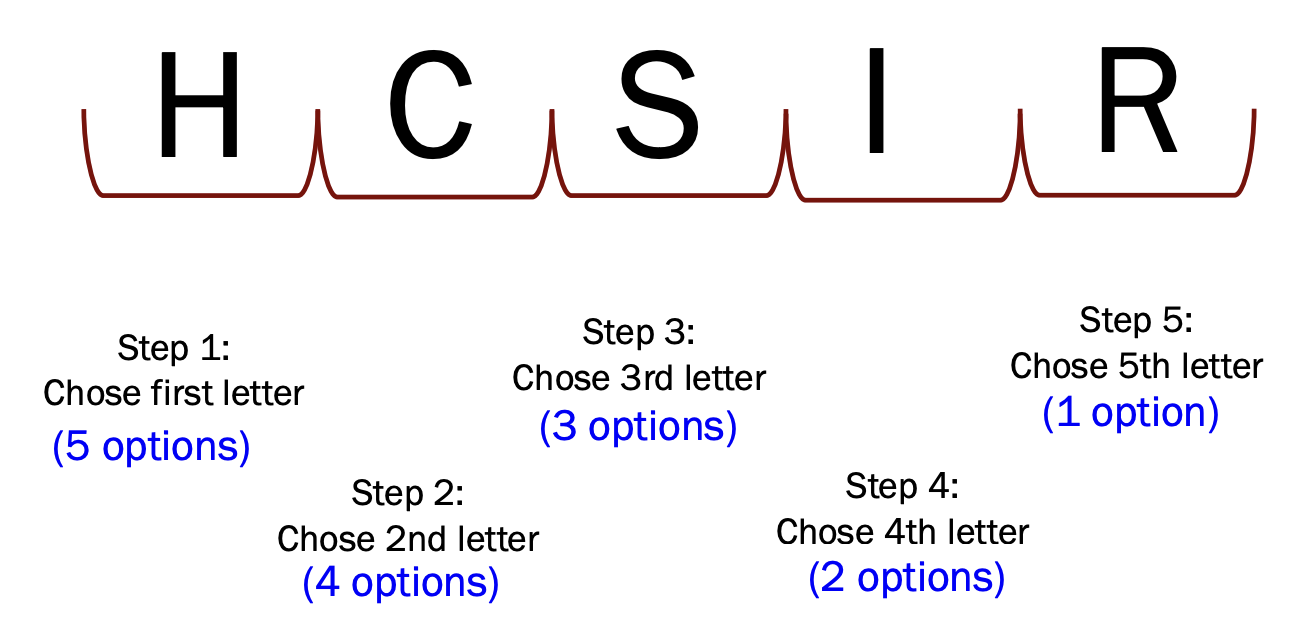 H C S I R
Step 1:
Chose first letter
(5 options)
Step 2:
Chose 2nd letter
(4 options)
Step 3:
Chose 3rd letter
(3 options)
Step 4:
Chose 4th letter
(2 options)
Step 5:
Chose 5th letter
(1 option)